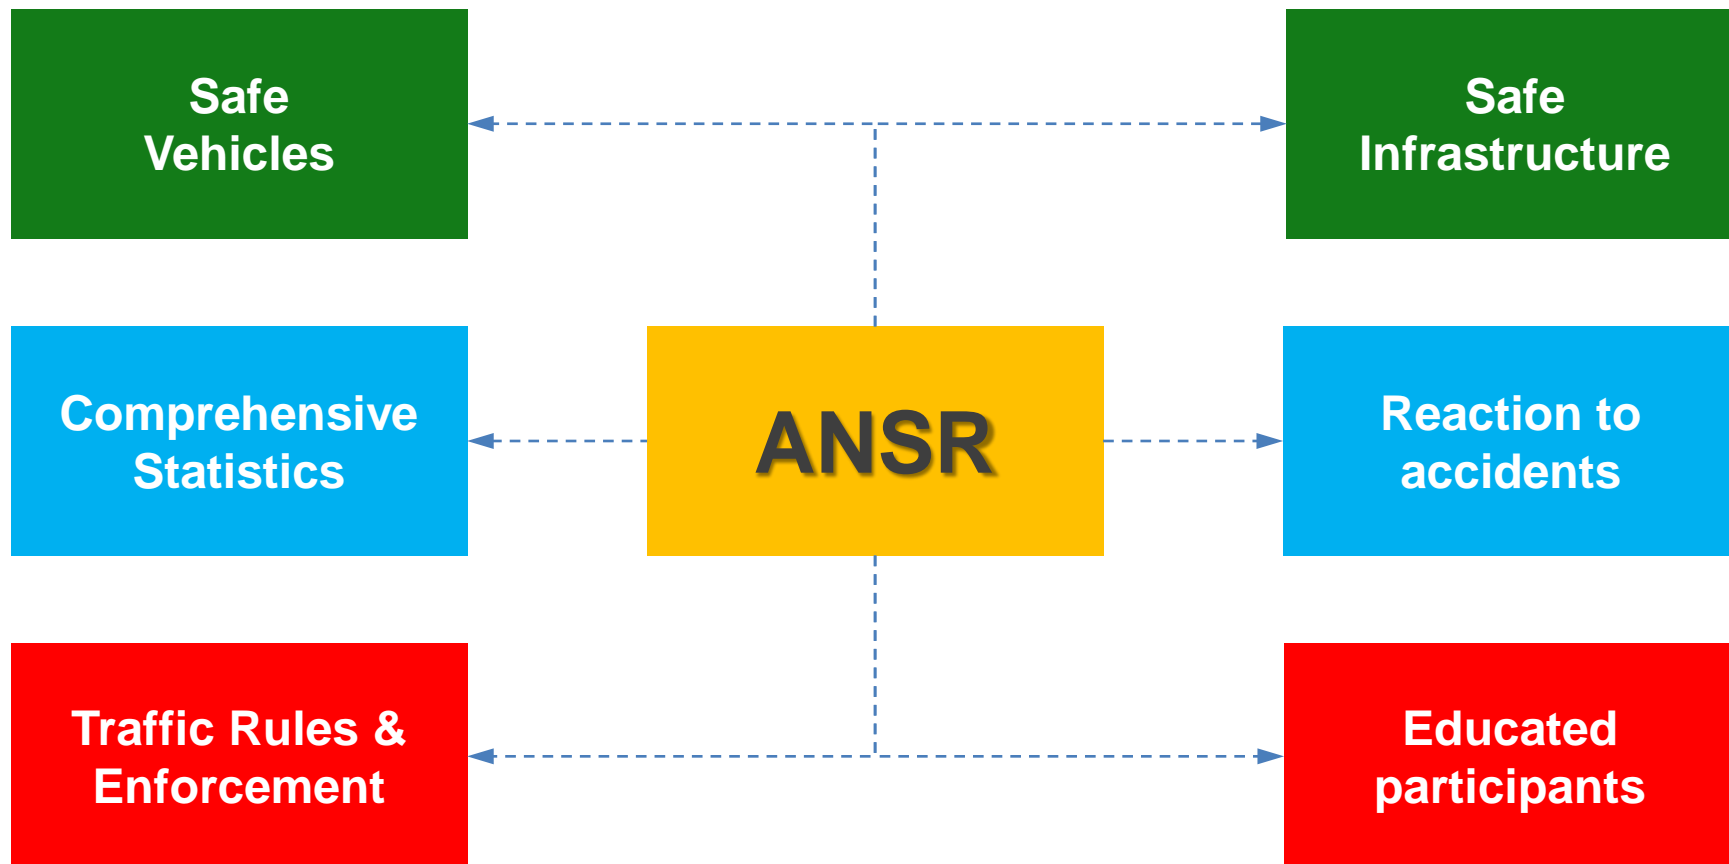 Safe
Vehicles
Safe
Infrastructure
Comprehensive
Statistics
ANSR
Reaction to
accidents
Traffic Rules &
Enforcement
Educated
participants